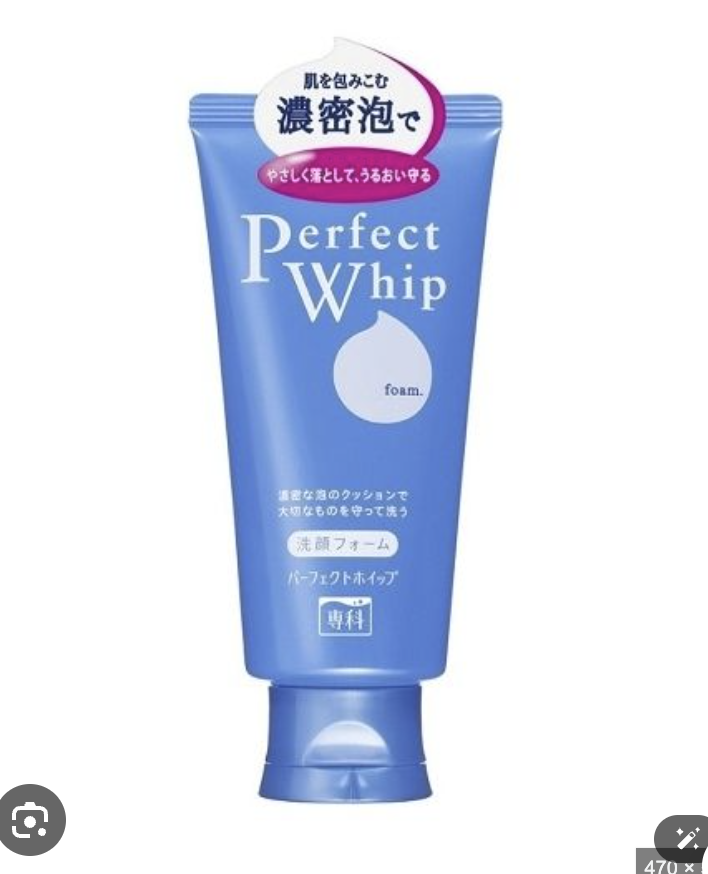 肌を包みこむ
濃密泡で
やさしく落として、うるおい守る
Perfect
Whip
foam.
濃密な泡のクッションで
大切なものを守って洗う
洗顔フォーム
パーフェクトホイップ
専科
470 ×